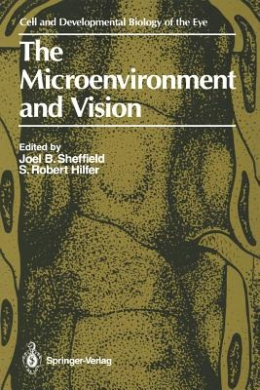 Cell and Developmental Biology of the Eye
The
Microenvironment
and Vision
Edited by
Joel B. Sheffield
S. Robert Hilfer
Springer-Verlag